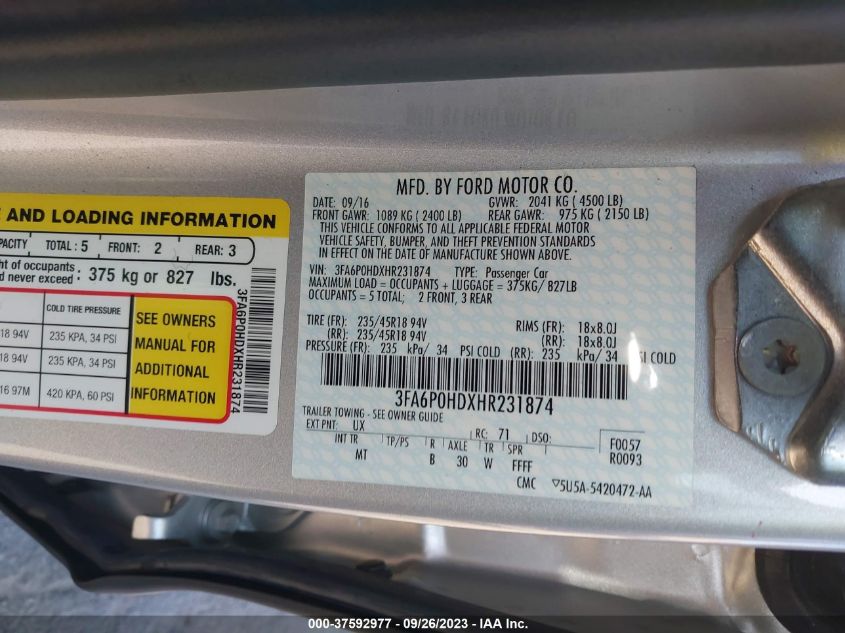 E AND LOADING INFORMATION
PACITY TOTAL: 5 FRONT: 2 REAR: 3
ht of occupants
d never exceed : 375 kg or 827 lbs.
COLD TIRE PRESSURE
R18 94V 235 KPA, 34 PSI
R18 94V 235 KPA, 34 PSI
16 97M 420 KPA, 60 PSI
SEE OWNERS
MANUAL FOR
ADDITIONAL
INFORMATION
3FA6P0HDXHR231874
MFD. BY FORD MOTOR CO.
DATE: 09/16 GVWR: 2041 KG ( 4500 LB)
FRONT GAWR: 1089 KG ( 2400 LB) REAR GAWR: 975 KG ( 2150 LB)
THIS VEHICLE CONFORMS TO ALL APPLICABLE FEDERAL MOTOR
VEHICLE SAFETY, BUMPER, AND THEFT PREVENTION STANDARDS
IN EFFECT ON THE DATE OF MANUFACTURE SHOWN ABOVE.
VIN: 3FA6P0HDXHR231874 TYPE: Passenger Car
MAXIMUM LOAD = OCCUPANTS + LUGGAGE = 375KG/ 827LB
OCCUPANTS = 5 TOTAL; 2 FRONT, 3 REAR
TIRE (FR): 235/45R18 94V RIMS (FR): 18x8.0J
(RR): 235/45R18 94V (RR): 18x8.0J
PRESSURE (FR): 235 kPa/ 34 PSI COLD (RR): 235 kPa/ 34 PSI COLD
3FA6P0HDXHR231874
TRAILER TOWING - SEE OWNER GUIDE
EXT PNT: UX RC: 71 DSO: F0057
INT TR TP/PS R AXLE TR SPR R0093
MT B 30 W FFFF
CMC ▽5U5A-5420472-AA
000-37592977 - 09/26/2023 - IAA Inc.